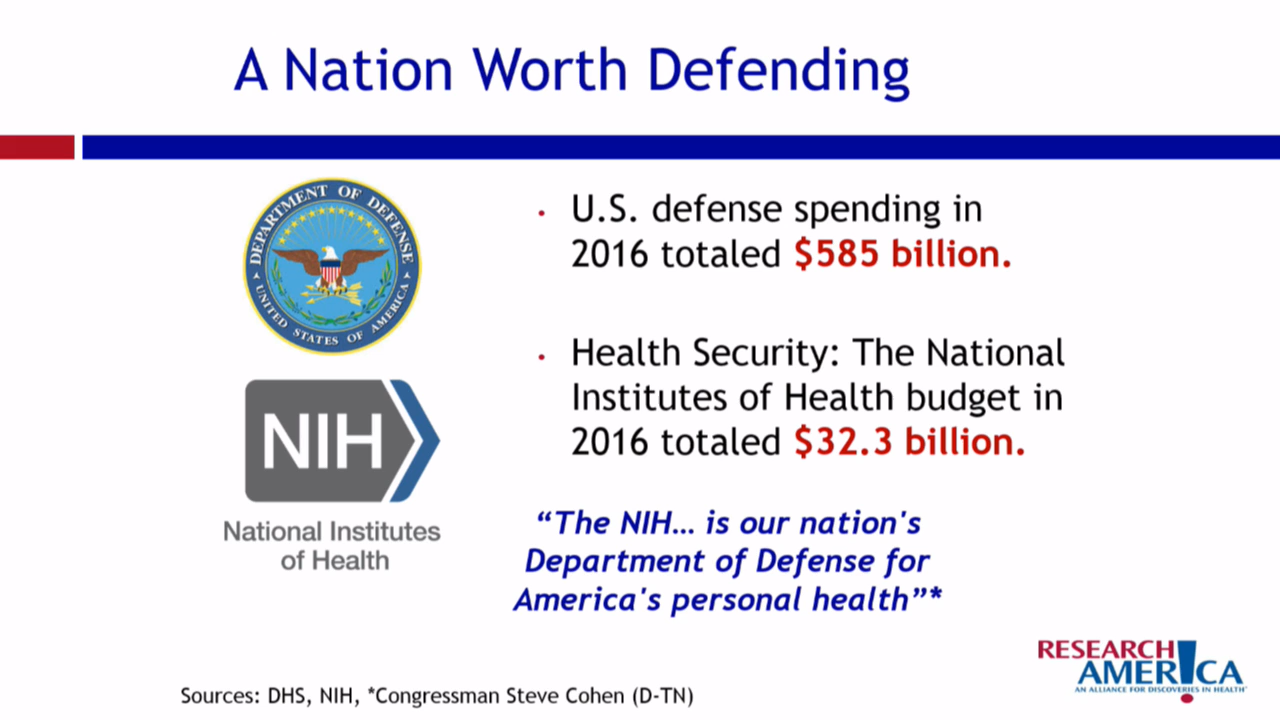 A Nation Worth Defending
DEPARTMENT OF DEFENSE
UNITED STATES OF AMERICA
• U.S. defense spending in
2016 totaled $585 billion.
• Health Security: The National
Institutes of Health budget in
2016 totaled $32.3 billion.
NIH
National Institutes
of Health
“The NIH… is our nation's
Department of Defense for
America's personal health”*
RESEARCH
AMERICA
AN ALLIANCE FOR DISCOVERIES IN HEALTH
Sources: DHS, NIH, *Congressman Steve Cohen (D-TN)